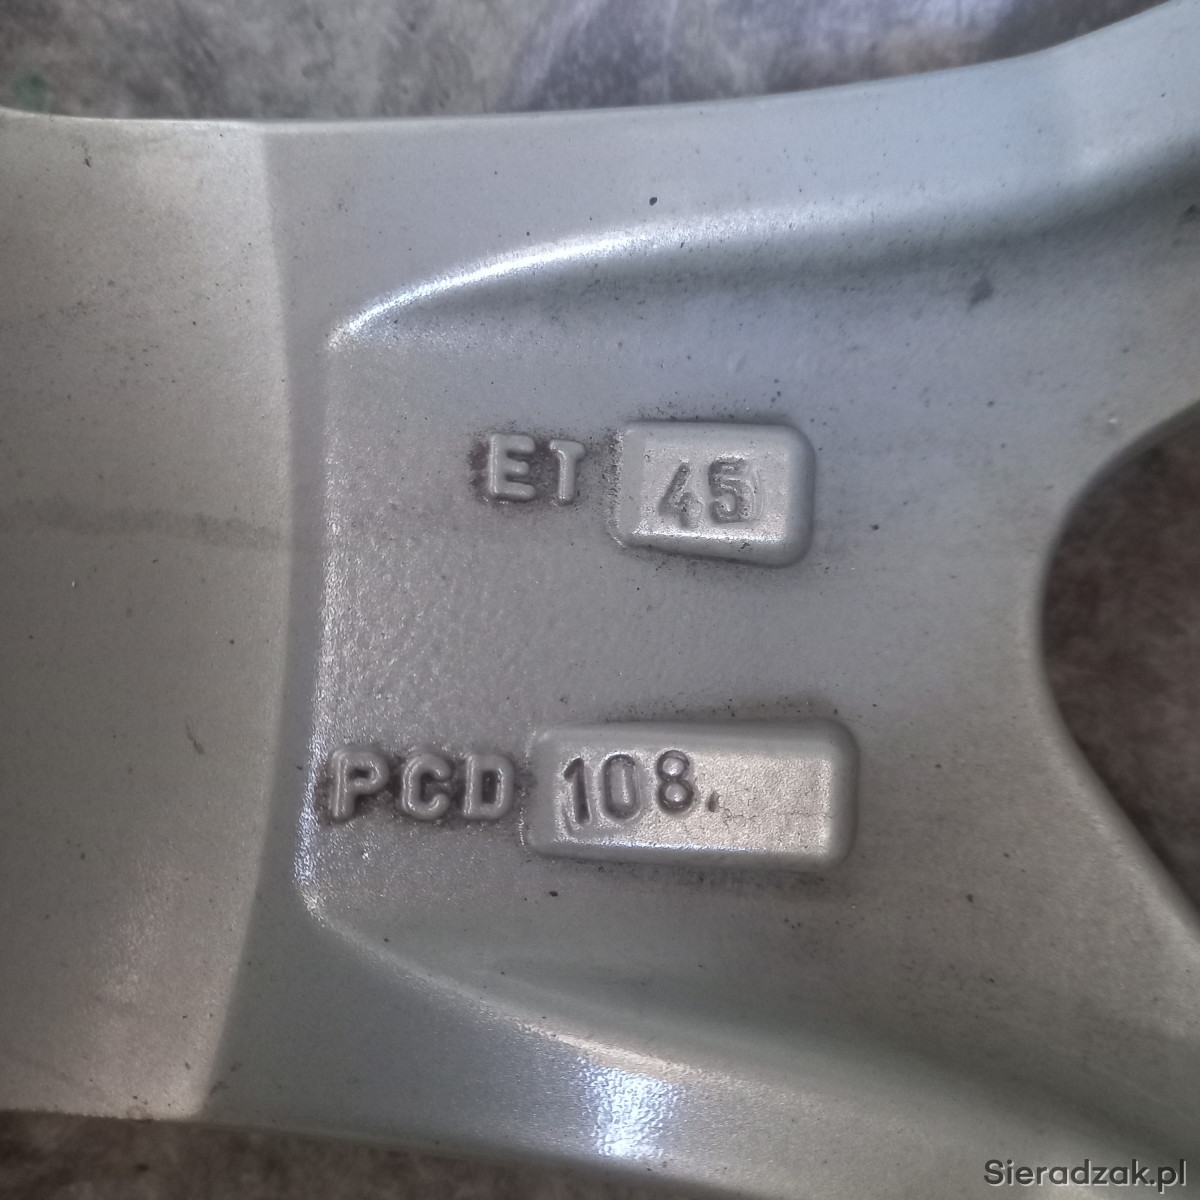 ET 45
PCD 108.
Sieradzak.pl